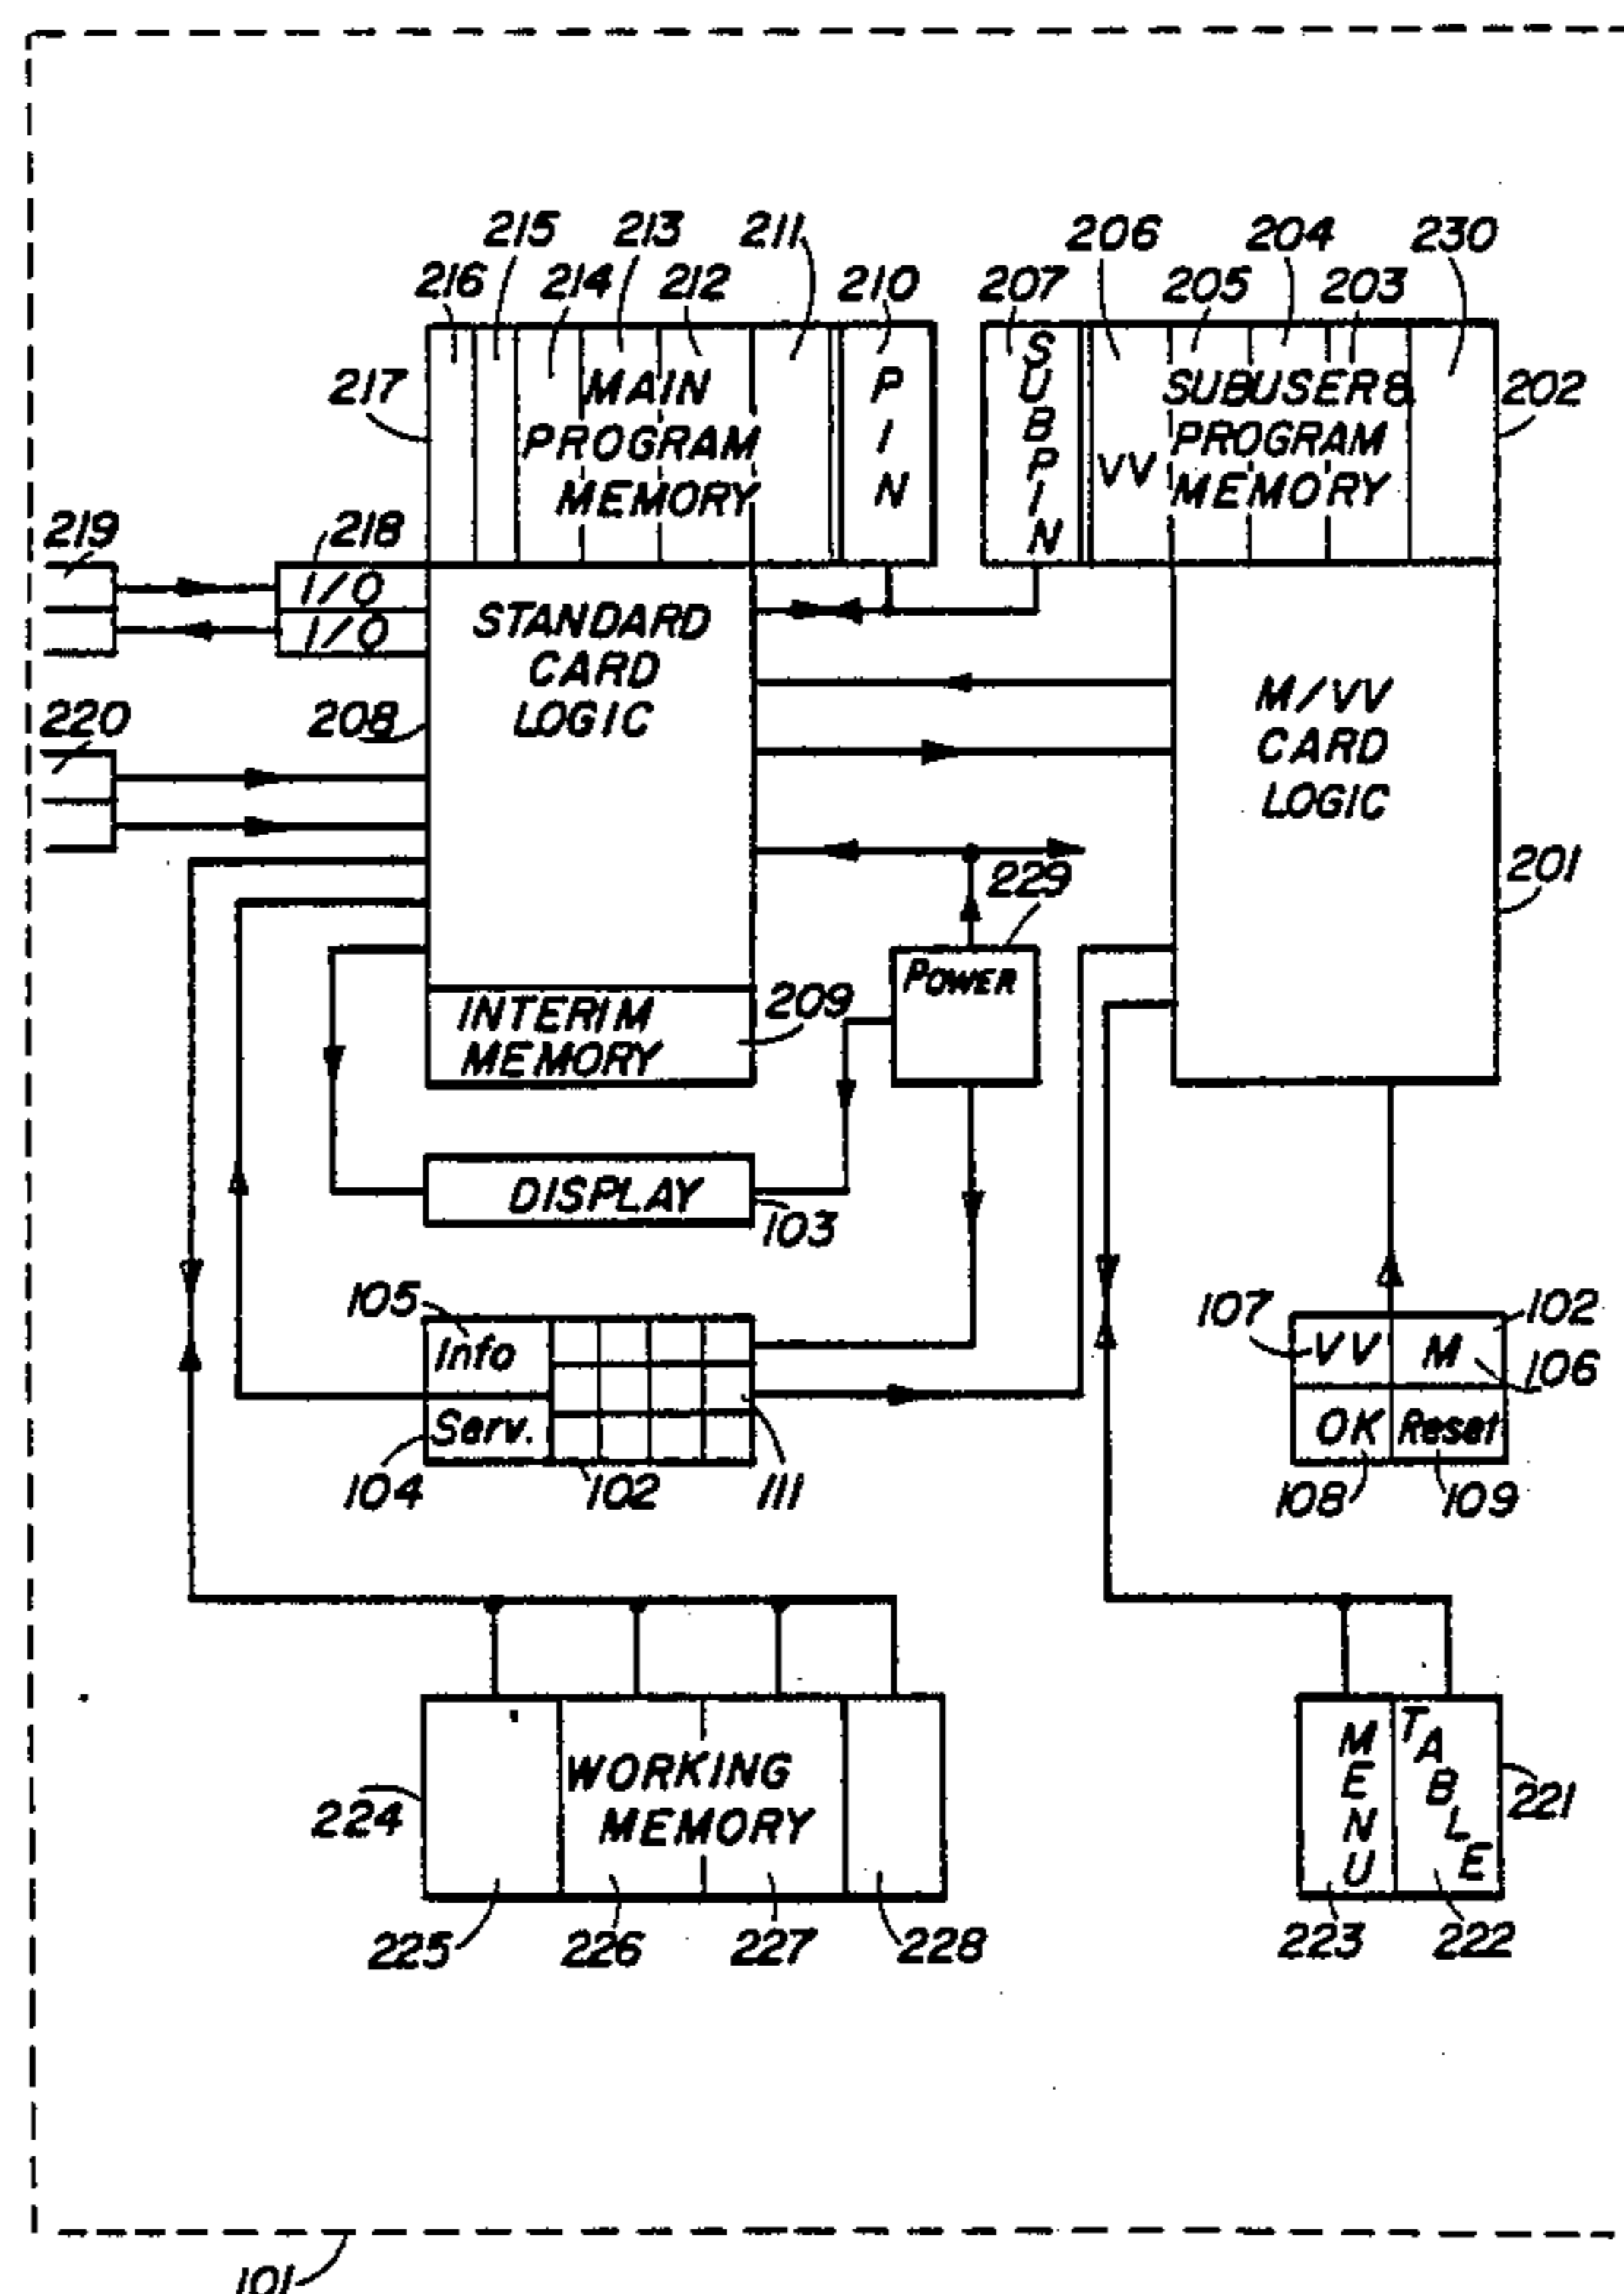 215 213 211 206 204 230
216 214 212 210 207 205 203
217 MAIN
PROGRAM
MEMORY
PIN
SUBPIN
VV
SUBUSER&
PROGRAM
MEMORY
202
219 218
I/O
I/O
STANDARD
CARD
LOGIC
M/VV
CARD
LOGIC
220 208
201
229
POWER
INTERIM
MEMORY
209
DISPLAY
103
105
Info
Serv.
104 102 111
107 102
VV M 106
OK Reset
108 109
WORKING
MEMORY
224
MENU TABLE
221
225 226 227 228 223 222
101